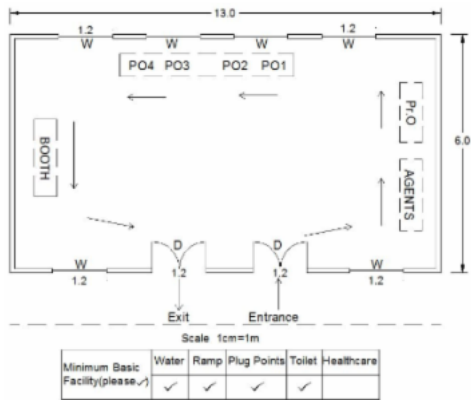 13.0
1.2 1.2
W W W W
PO4 PO3 PO2 PO1
Pr.O
6.0
BOOTH
AGENTS
D D
W W
1.2 1.2 1.2 1.2
Exit Entrance
Scale 1cm=1m
Minimum Basic Facility(please✓) Water Ramp Plug Points Toilet Healthcare
✓ ✓ ✓ ✓